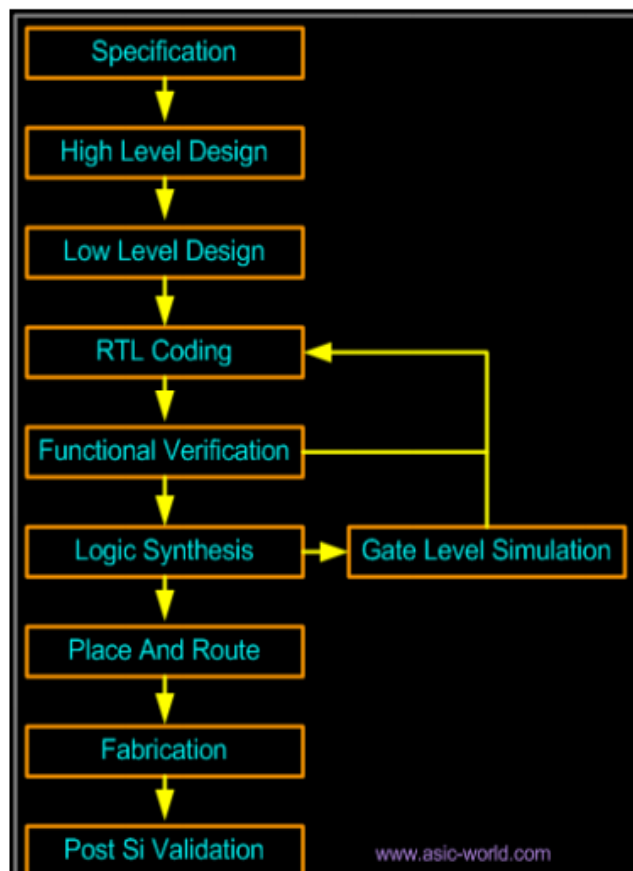 Specification
High Level Design
Low Level Design
RTL Coding
Functional Verification
Logic Synthesis
Gate Level Simulation
Place And Route
Fabrication
Post Si Validation
www.asic-world.com